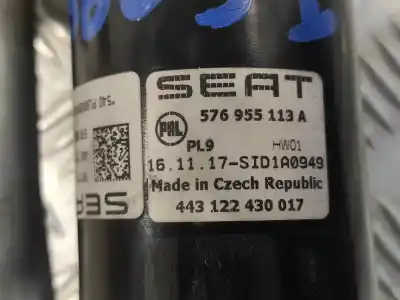 SEAT
576 955 113 A
PAL
PL9 HW01
16.11.17-SID1A0949
Made in Czech Republic
443 122 430 017